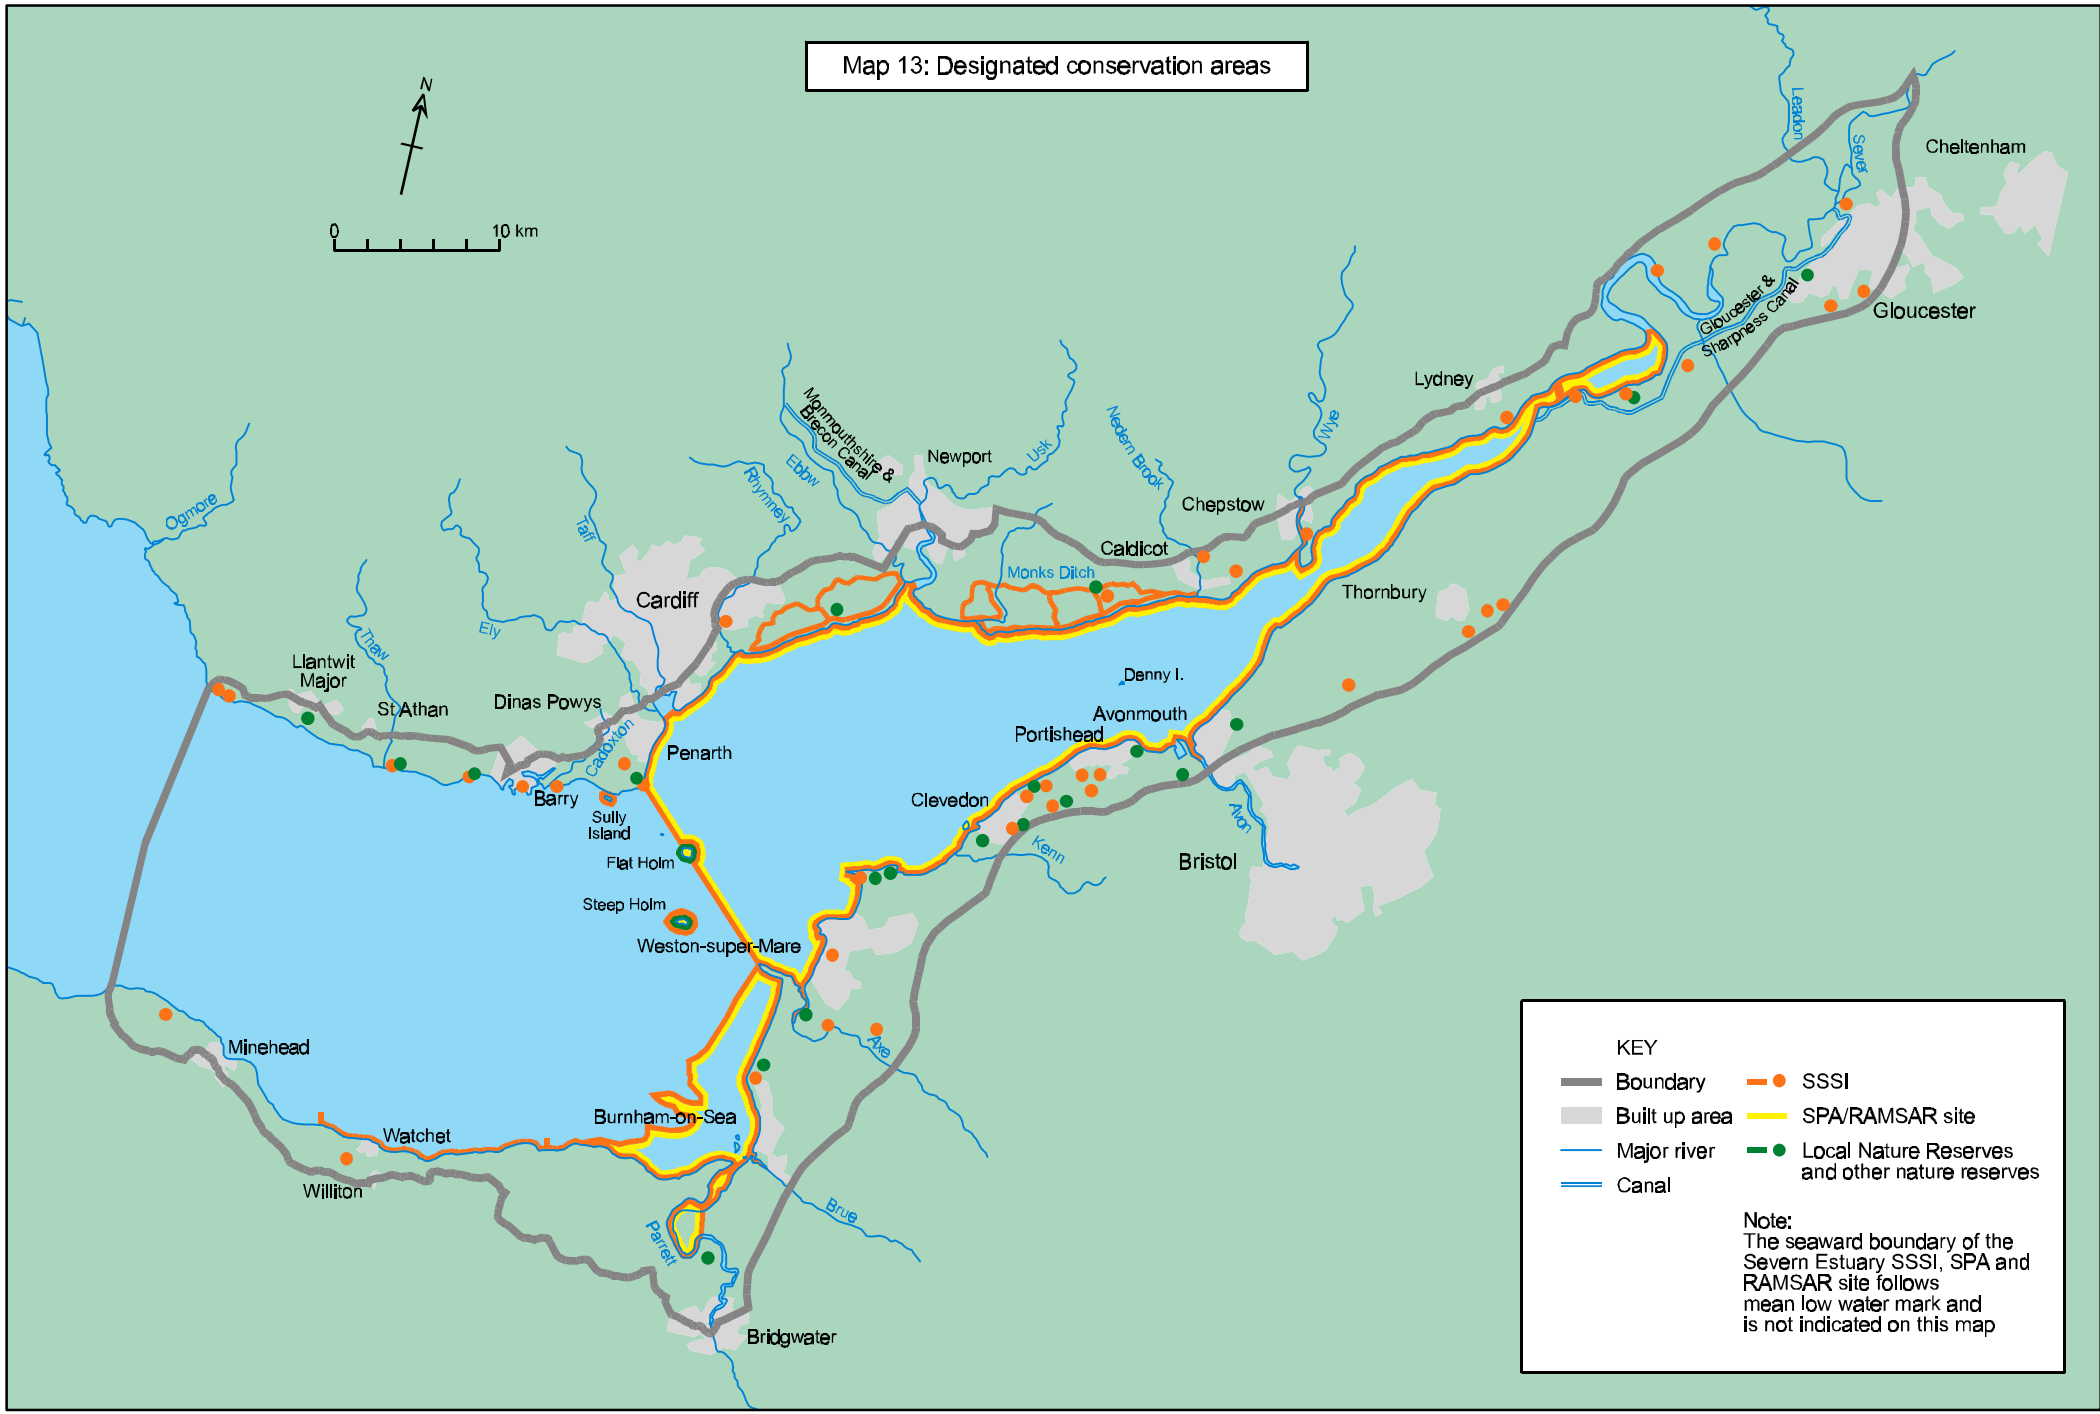 Map 13: Designated conservation areas
N
0
10 km
Leadon
Sever
Cheltenham
Gloucester &
Sharpness Canal
Gloucester
Lydney
Wye
Monmouthshire &
Brecon Canal
Ebbw
Newport
Usk
Nedern Brook
Chepstow
Rhymney
Ogmore
Taff
Caldicot
Monks Ditch
Thornbury
Cardiff
Ely
Thaw
Llantwit
Major
St Athan
Dinas Powys
Cadoxton
Penarth
Denny I.
Avonmouth
Portishead
Barry
Sully
Island
Clevedon
Avon
Kenn
Bristol
Flat Holm
Steep Holm
Weston-super-Mare
Axe
Minehead
Burnham-on-Sea
Watchet
Williton
Brue
Parrett
Bridgwater
KEY
Boundary
Built up area
Major river
Canal
SSSI
SPA/RAMSAR site
Local Nature Reserves
and other nature reserves
Note:
The seaward boundary of the
Severn Estuary SSSI, SPA and
RAMSAR site follows
mean low water mark and
is not indicated on this map